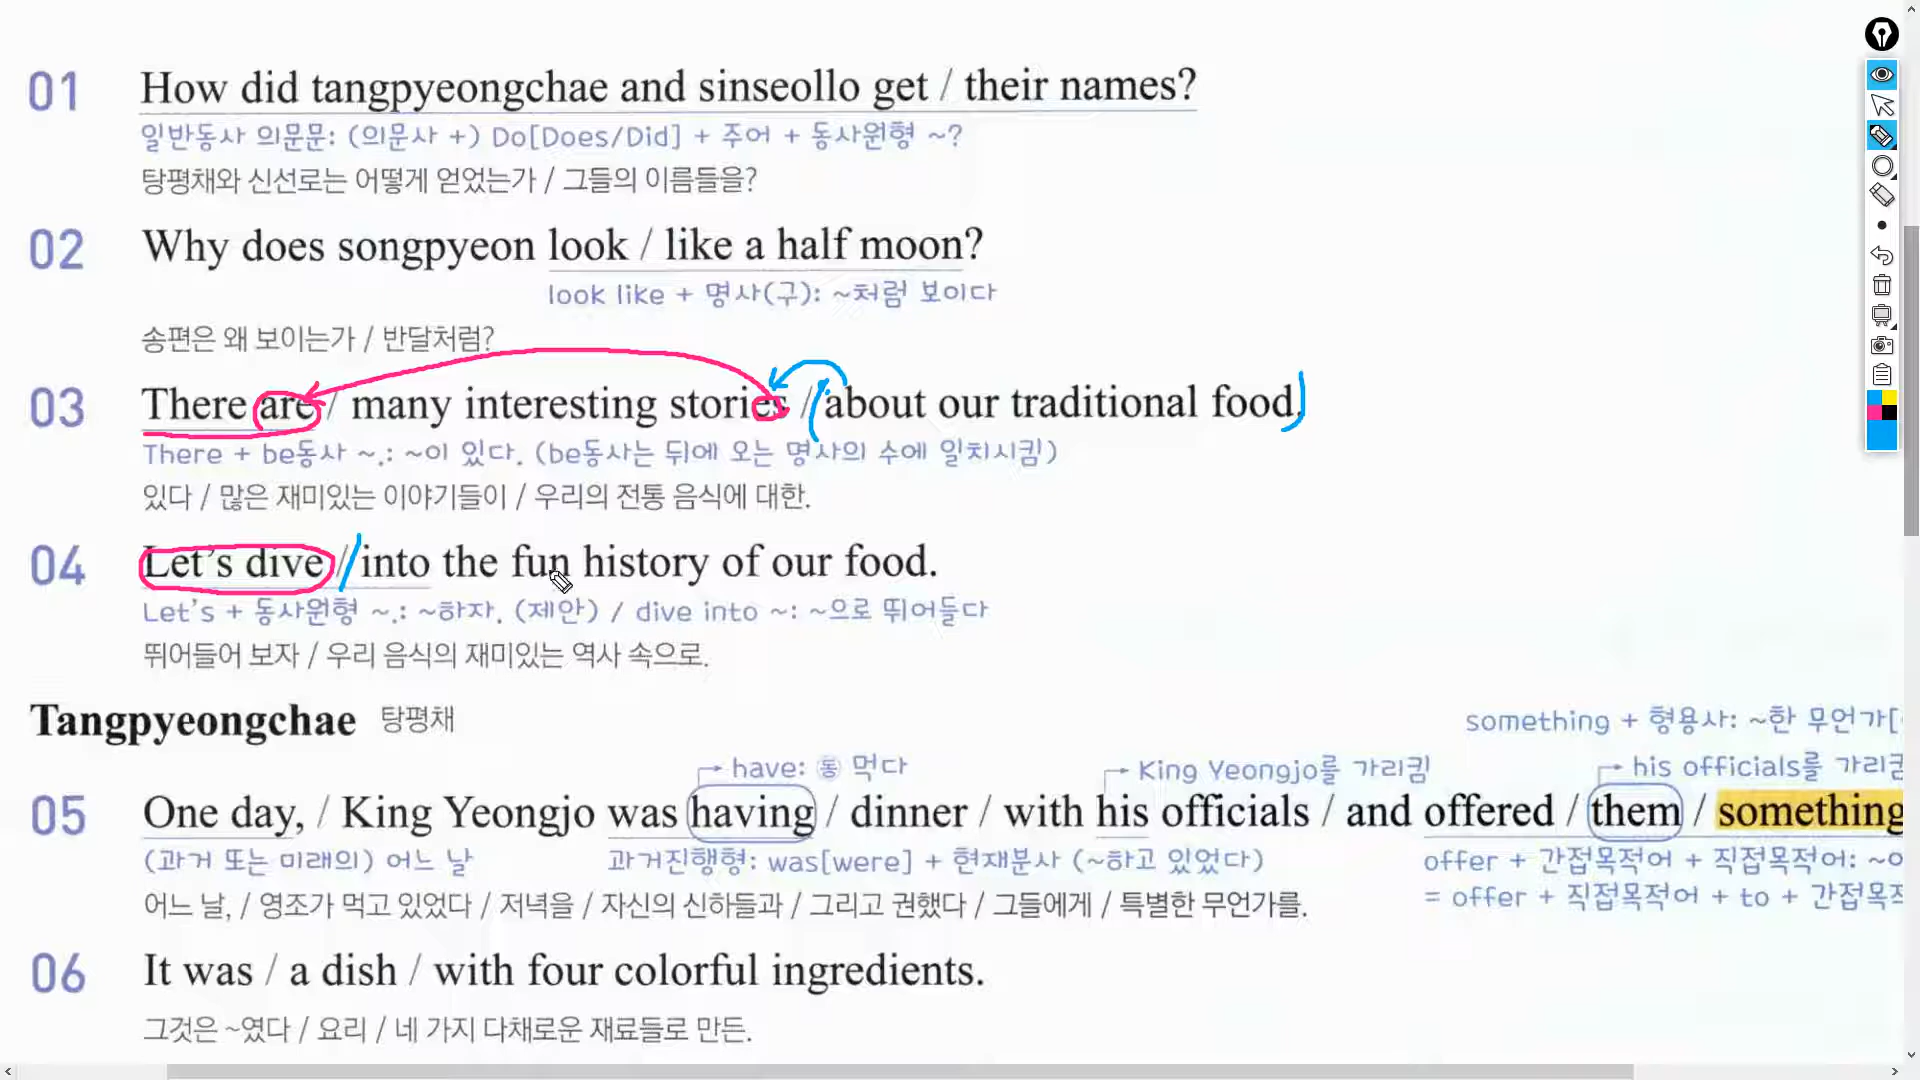 01 How did tangpyeongchae and sinseollo get / their names?
일반동사 의문문: (의문사 +) Do[Does/Did] + 주어 + 동사원형 ~?
탕평채와 신선로는 어떻게 얻었는가 / 그들의 이름들을?
02 Why does songpyeon look / like a half moon?
look like + 명사(구): ~처럼 보이다
송편은 왜 보이는가 / 반달처럼?
03 There are / many interesting stories / about our traditional food.
There + be동사 ~.: ~이 있다. (be동사는 뒤에 오는 명사의 수에 일치시킴)
있다 / 많은 재미있는 이야기들이 / 우리의 전통 음식에 대한.
04 Let's dive / into the fun history of our food.
Let's + 동사원형 ~.: ~하자. (제안) / dive into ~: ~으로 뛰어들다
뛰어들어 보자 / 우리 음식의 재미있는 역사 속으로.
Tangpyeongchae 탕평채
something + 형용사: ~한 무언가[
have: 동 먹다 King Yeongjo를 가리킴 his officials를 가리킴
05 One day, / King Yeongjo was having / dinner / with his officials / and offered / them / something
(과거 또는 미래의) 어느 날 과거진행형: was[were] + 현재분사 (~하고 있었다) offer + 간접목적어 + 직접목적어: ~
어느 날, / 영조가 먹고 있었다 / 저녁을 / 자신의 신하들과 / 그리고 권했다 / 그들에게 / 특별한 무언가를. = offer + 직접목적어 + to + 간접목적
06 It was / a dish / with four colorful ingredients.
그것은 ~였다 / 요리 / 네 가지 다채로운 재료들로 만든.